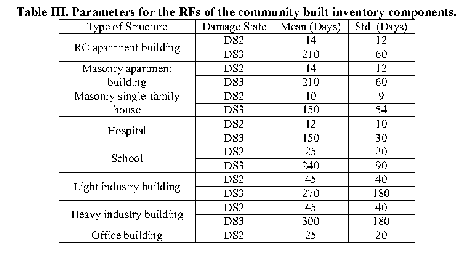 Table III. Parameters for the RFs of the community built inventory components.
Type of Structure Damage State Mean (Days) Std. (Days)
RC apartment building
DS2 14 12
DS3 210 60
Masonry apartment building
DS2 14 12
DS3 210 60
Masonry single family house
DS2 10 9
DS3 150
Hospital
DS2 12 10
DS3 150 30
School
DS2 25 20
DS3 240 90
Light industry building
DS2 45 40
DS3 270 180
Heavy industry building
DS2 45 40
DS3 300 180
Office building DS2 25 20